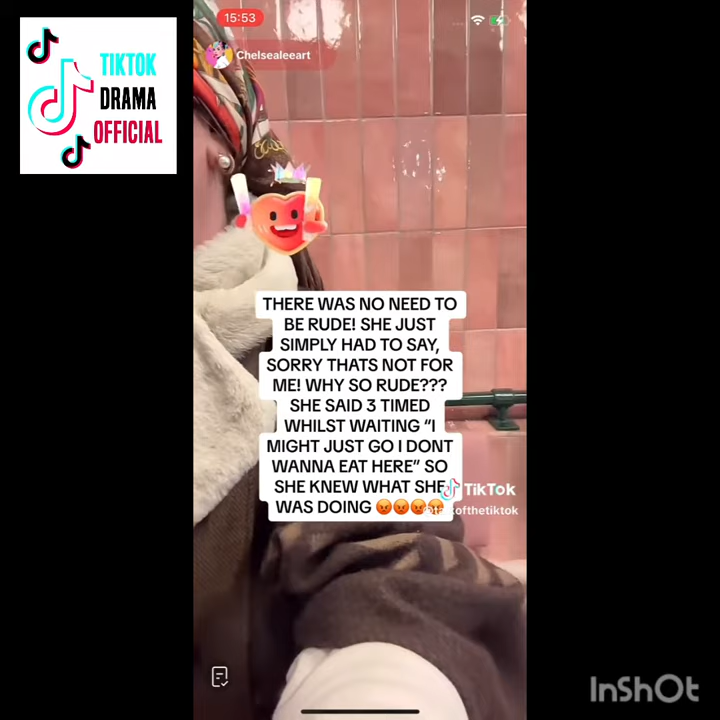 TIKTOK
DRAMA
OFFICIAL
15:53
Chelsealeeart
THERE WAS NO NEED TO
BE RUDE! SHE JUST
SIMPLY HAD TO SAY,
SORRY THATS NOT FOR
ME! WHY SO RUDE???
SHE SAID 3 TIMED
WHILST WAITING “I
MIGHT JUST GO I DONT
WANNA EAT HERE” SO
SHE KNEW WHAT SHE
WAS DOING 😡😡😡😡
TikTok
InShOt